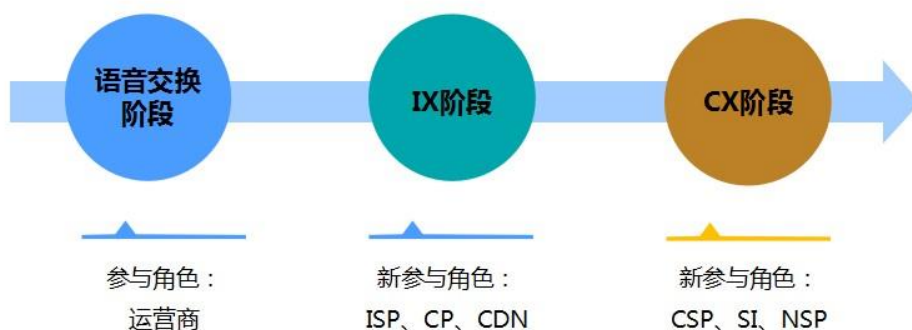 语音交换
阶段
IX阶段
CX阶段
参与角色：
运营商
新参与角色：
ISP、CP、CDN
新参与角色：
CSP、SI、NSP